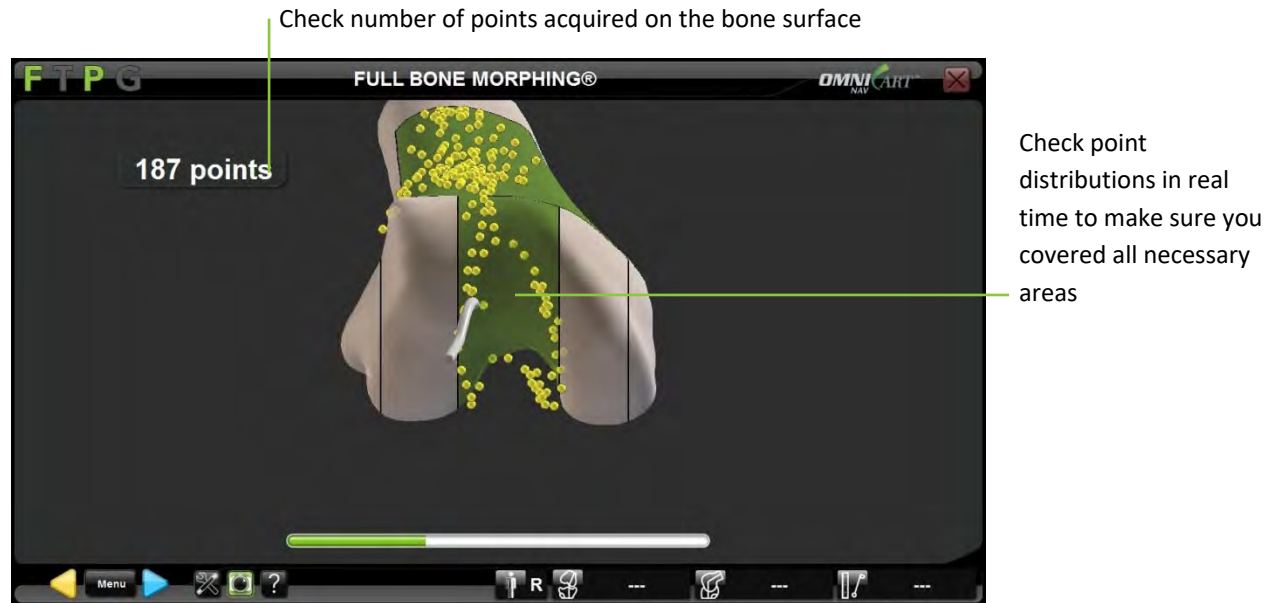 Check number of points acquired on the bone surface
F T P G
FULL BONE MORPHING®
OMNI CART™
NAV
187 points
Check point
distributions in real
time to make sure you
covered all necessary
areas
Menu
?
R
---
---
---